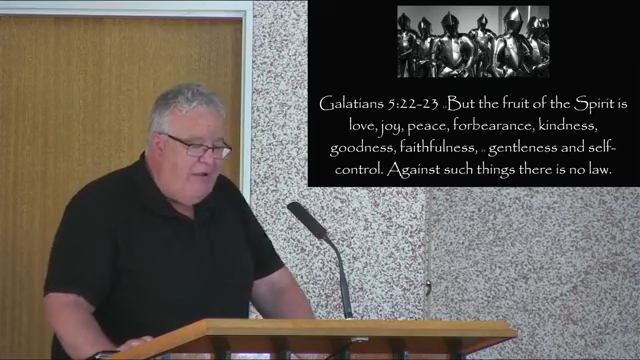 Galatians 5:22-23 22 But the fruit of the Spirit is
love, joy, peace, forbearance, kindness,
goodness, faithfulness, 23 gentleness and self-
control. Against such things there is no law.